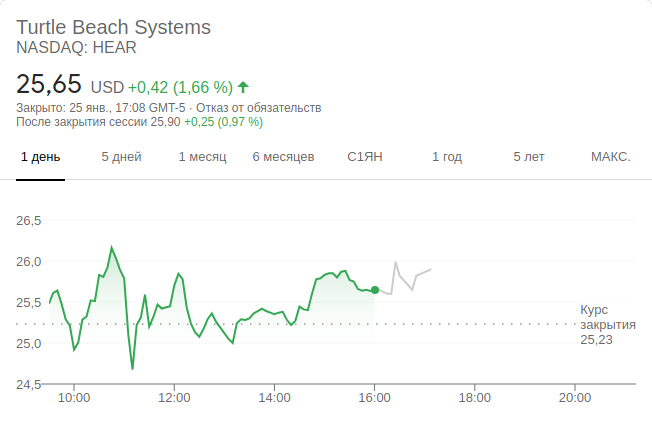 Turtle Beach Systems
NASDAQ: HEAR
25,65 USD +0,42 (1,66 %)
Закрыто: 25 янв., 17:08 GMT-5 · Отказ от обязательств
После закрытия сессии 25,90 +0,25 (0,97 %)
1 день 5 дней 1 месяц 6 месяцев С1ЯН 1 год 5 лет МАКС.
26,5
26,0
25,5
Курс
закрытия
25,23
25,0
24,5
10:00 12:00 14:00 16:00 18:00 20:00